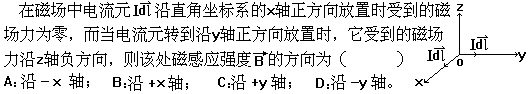 在磁场中电流元Idl沿直角坐标系的x轴正方向放置时受到的磁
场力为零，而当电流元转到沿y轴正方向放置时，它受到的磁场
力沿z轴负方向，则该处磁感应强度B的方向为（　　）
A：沿－x 轴；　B：沿+x轴；　C：沿+y轴；　D：沿-y轴。
z
Idl
Idl
o
y
x